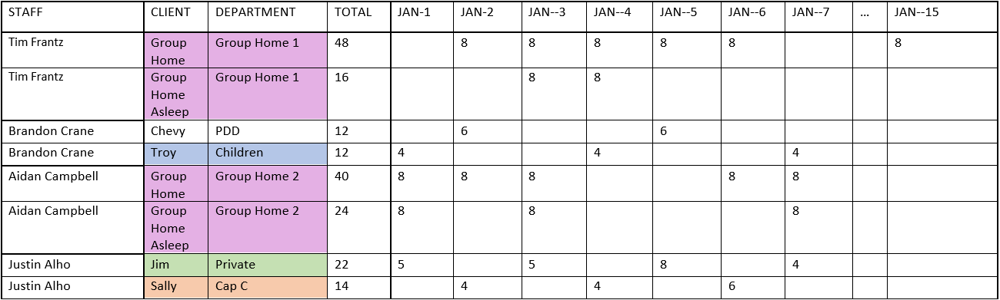 STAFF CLIENT DEPARTMENT TOTAL JAN-1 JAN-2 JAN--3 JAN--4 JAN--5 JAN--6 JAN--7 ... JAN--15
Tim Frantz Group Group Home 1 48 8 8 8 8 8 8
Home
Tim Frantz Group Group Home 1 16 8 8
Home
Asleep
Brandon Crane Chevy PDD 12 6 6
Brandon Crane Troy Children 12 4 4 4
Aidan Campbell Group Group Home 2 40 8 8 8 8 8
Home
Aidan Campbell Group Group Home 2 24 8 8 8
Home
Asleep
Justin Alho Jim Private 22 5 5 8 4
Justin Alho Sally Cap C 14 4 4 6